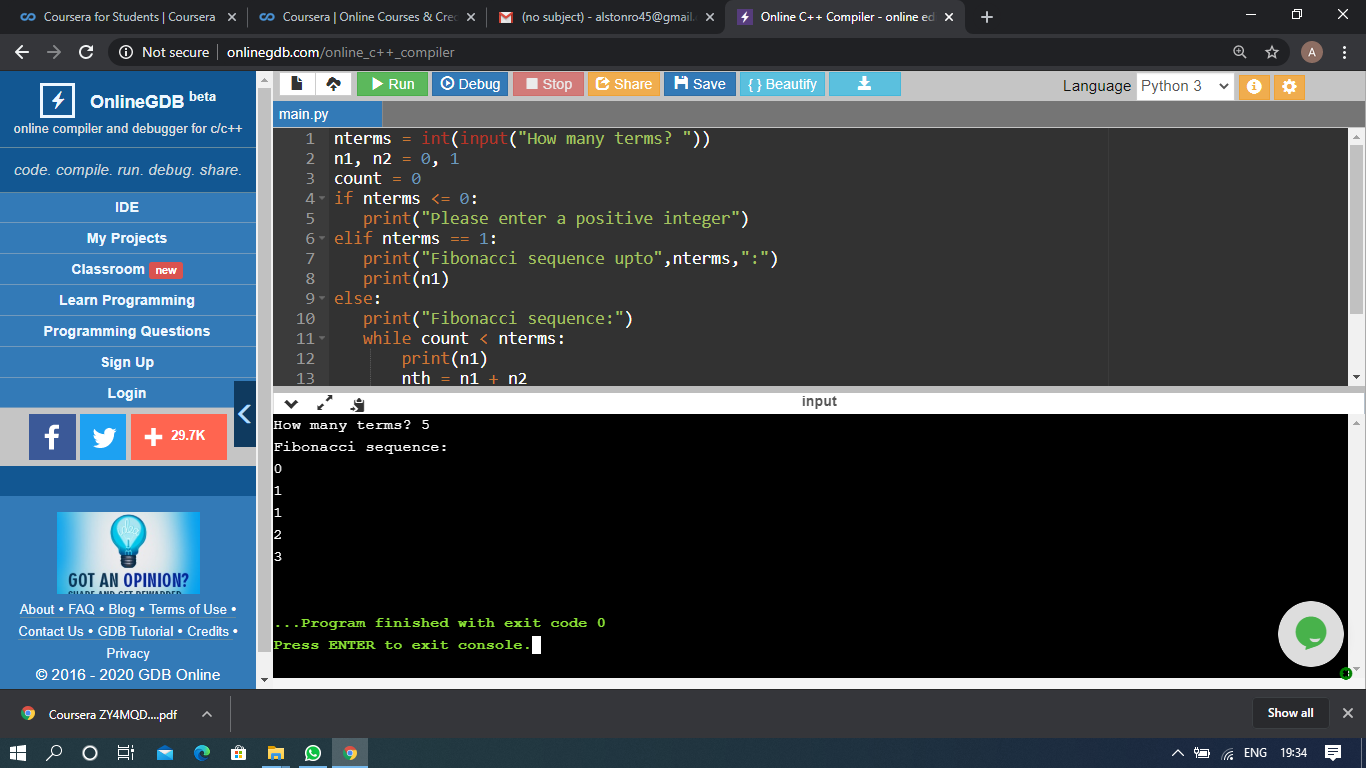 Coursera for Students | Coursera
Coursera | Online Courses & Cre
(no subject) - alstonro45@gmail.
Online C++ Compiler - online ed
Not secure | onlinegdb.com/online_c++_compiler
A
OnlineGDB beta
online compiler and debugger for c/c++
code. compile. run. debug. share.
IDE
My Projects
Classroom new
Learn Programming
Programming Questions
Sign Up
Login
f
+ 29.7K
GOT AN OPINION?
SHARE AND GET REWARDED
About • FAQ • Blog • Terms of Use •
Contact Us • GDB Tutorial • Credits •
Privacy
© 2016 - 2020 GDB Online
Run Debug Stop Share Save { } Beautify
Language Python 3
main.py
1 nterms = int(input("How many terms? "))
2 n1, n2 = 0, 1
3 count = 0
4 if nterms <= 0:
5 print("Please enter a positive integer")
6 elif nterms == 1:
7 print("Fibonacci sequence upto",nterms,":")
8 print(n1)
9 else:
10 print("Fibonacci sequence:")
11 while count < nterms:
12 print(n1)
13 nth = n1 + n2
input
How many terms? 5
Fibonacci sequence:
0
1
1
2
3
...Program finished with exit code 0
Press ENTER to exit console.
Coursera ZY4MQD....pdf
Show all
ENG 19:34